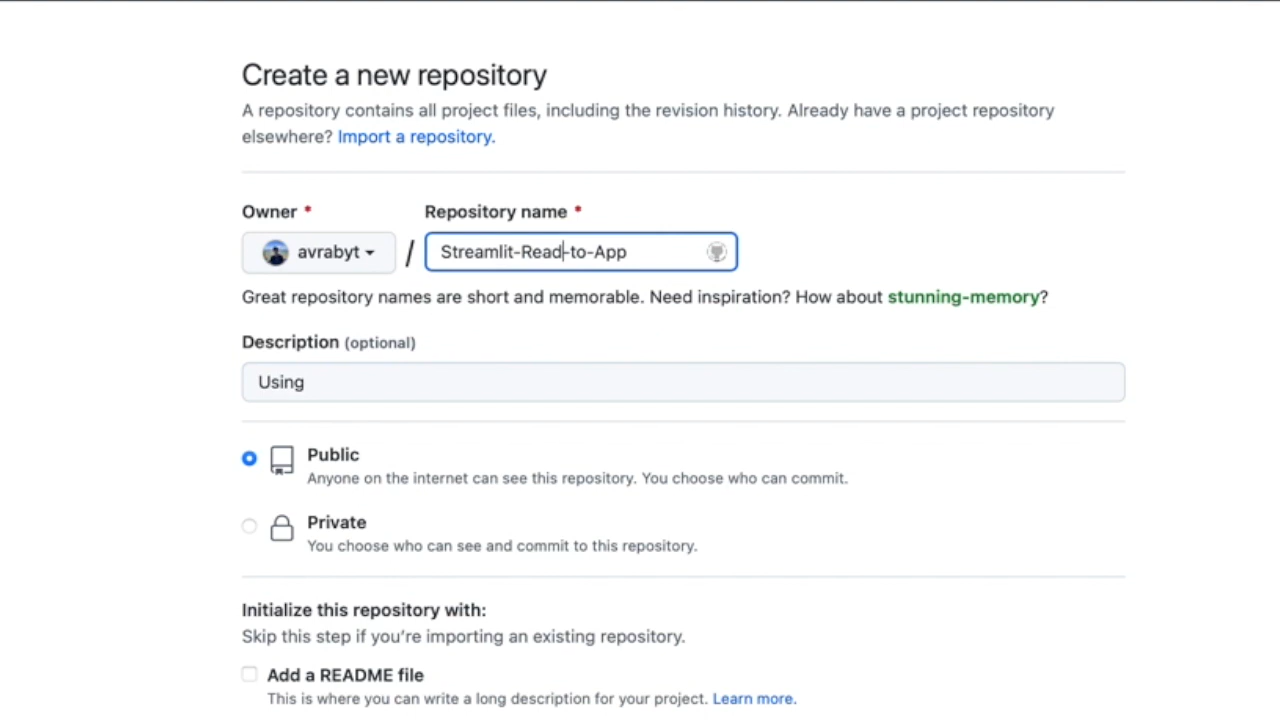 Create a new repository
A repository contains all project files, including the revision history. Already have a project repository
elsewhere? Import a repository.
Owner * Repository name *
avrabyt / Streamlit-Read-to-App
Great repository names are short and memorable. Need inspiration? How about stunning-memory?
Description (optional)
Using
Public
Anyone on the internet can see this repository. You choose who can commit.
Private
You choose who can see and commit to this repository.
Initialize this repository with:
Skip this step if you're importing an existing repository.
Add a README file
This is where you can write a long description for your project. Learn more.